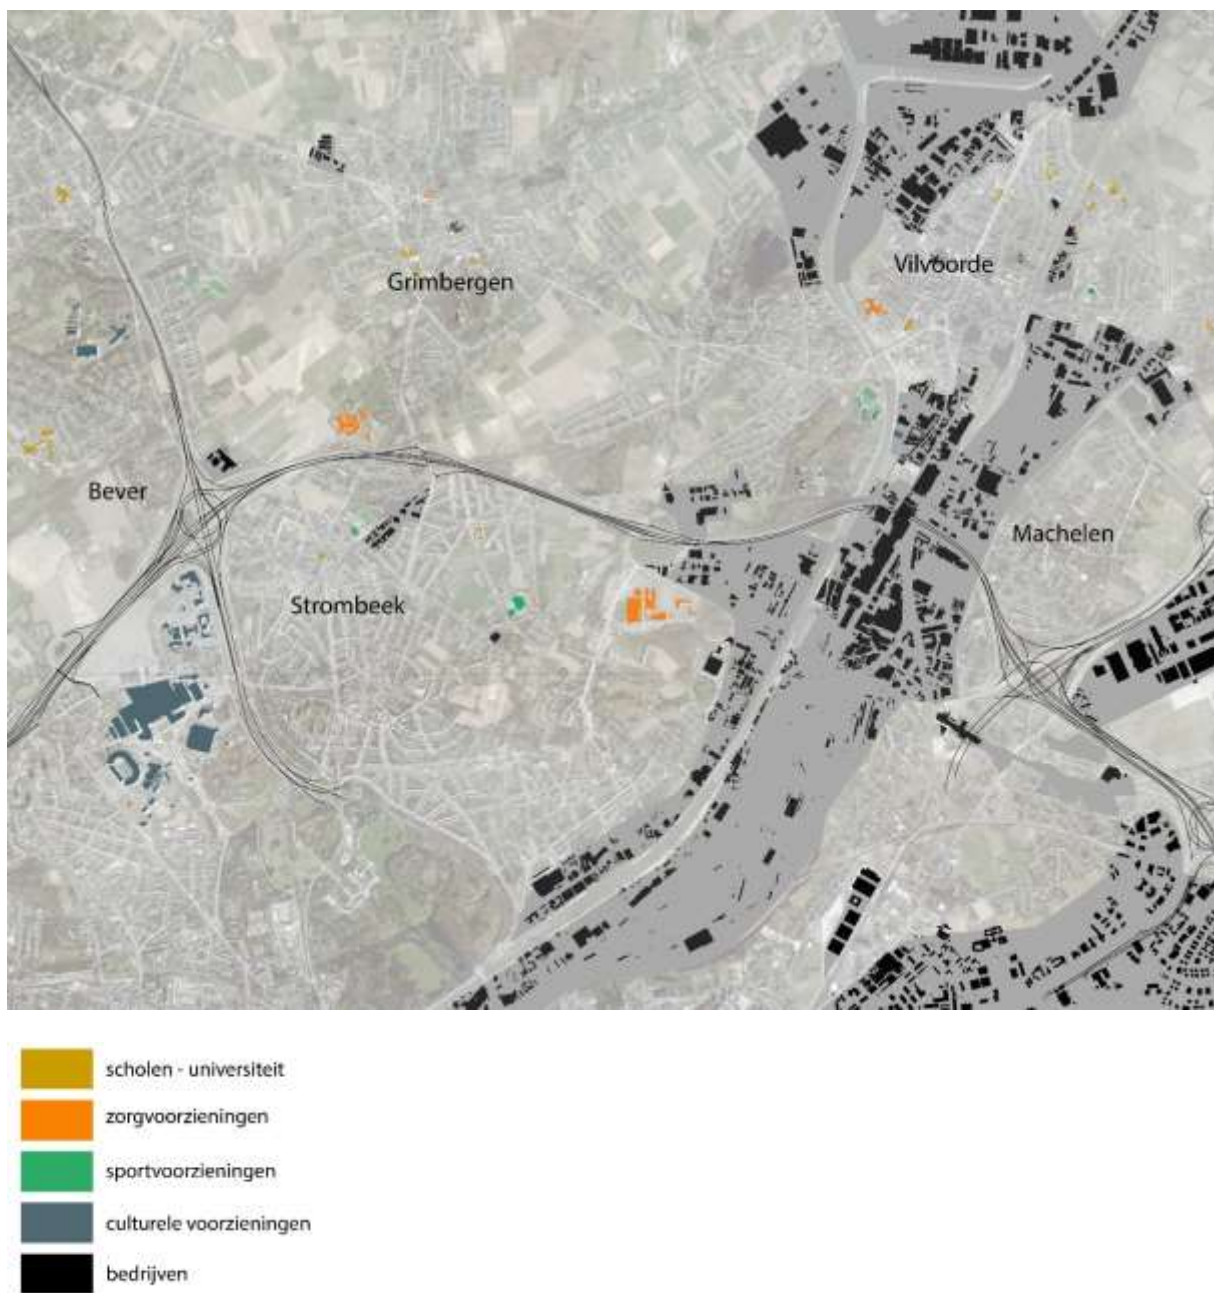 Vilvoorde
Grimbergen
Bever
Machelen
Strombeek
scholen - universiteit
zorgvoorzieningen
sportvoorzieningen
culturele voorzieningen
bedrijven